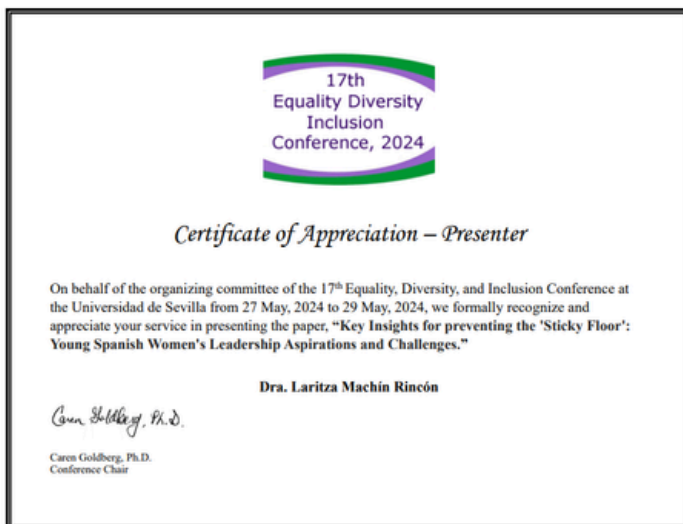 17th
Equality Diversity
Inclusion
Conference, 2024
Certificate of Appreciation – Presenter
On behalf of the organizing committee of the 17th Equality, Diversity, and Inclusion Conference at
the Universidad de Sevilla from 27 May, 2024 to 29 May, 2024, we formally recognize and
appreciate your service in presenting the paper, “Key Insights for preventing the 'Sticky Floor':
Young Spanish Women's Leadership Aspirations and Challenges.”
Dra. Laritza Machín Rincón
Caren Goldberg, Ph.D.
Caren Goldberg, Ph.D.
Conference Chair